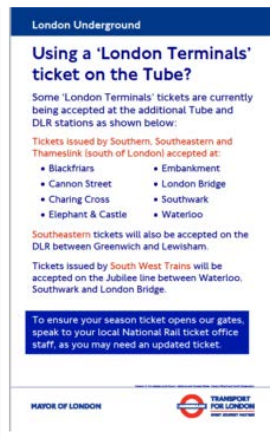 London Underground
Using a ‘London Terminals’
ticket on the Tube?
Some ‘London Terminals’ tickets are currently
being accepted at the additional Tube and
DLR stations as shown below:
Tickets issued by Southern, Southeastern and
Thameslink (south of London) accepted at:
• Blackfriars
• Cannon Street
• Charing Cross
• Elephant & Castle
• Embankment
• London Bridge
• Southwark
• Waterloo
Southeastern tickets will also be accepted on the
DLR between Greenwich and Lewisham.
Tickets issued by South West Trains will be
accepted on the Jubilee line between Waterloo,
Southwark and London Bridge.
To ensure your season ticket opens our gates,
speak to your local National Rail ticket office
staff, as you may need an updated ticket.
MAYOR OF LONDON
TRANSPORT
FOR LONDON
EVERY JOURNEY MATTERS